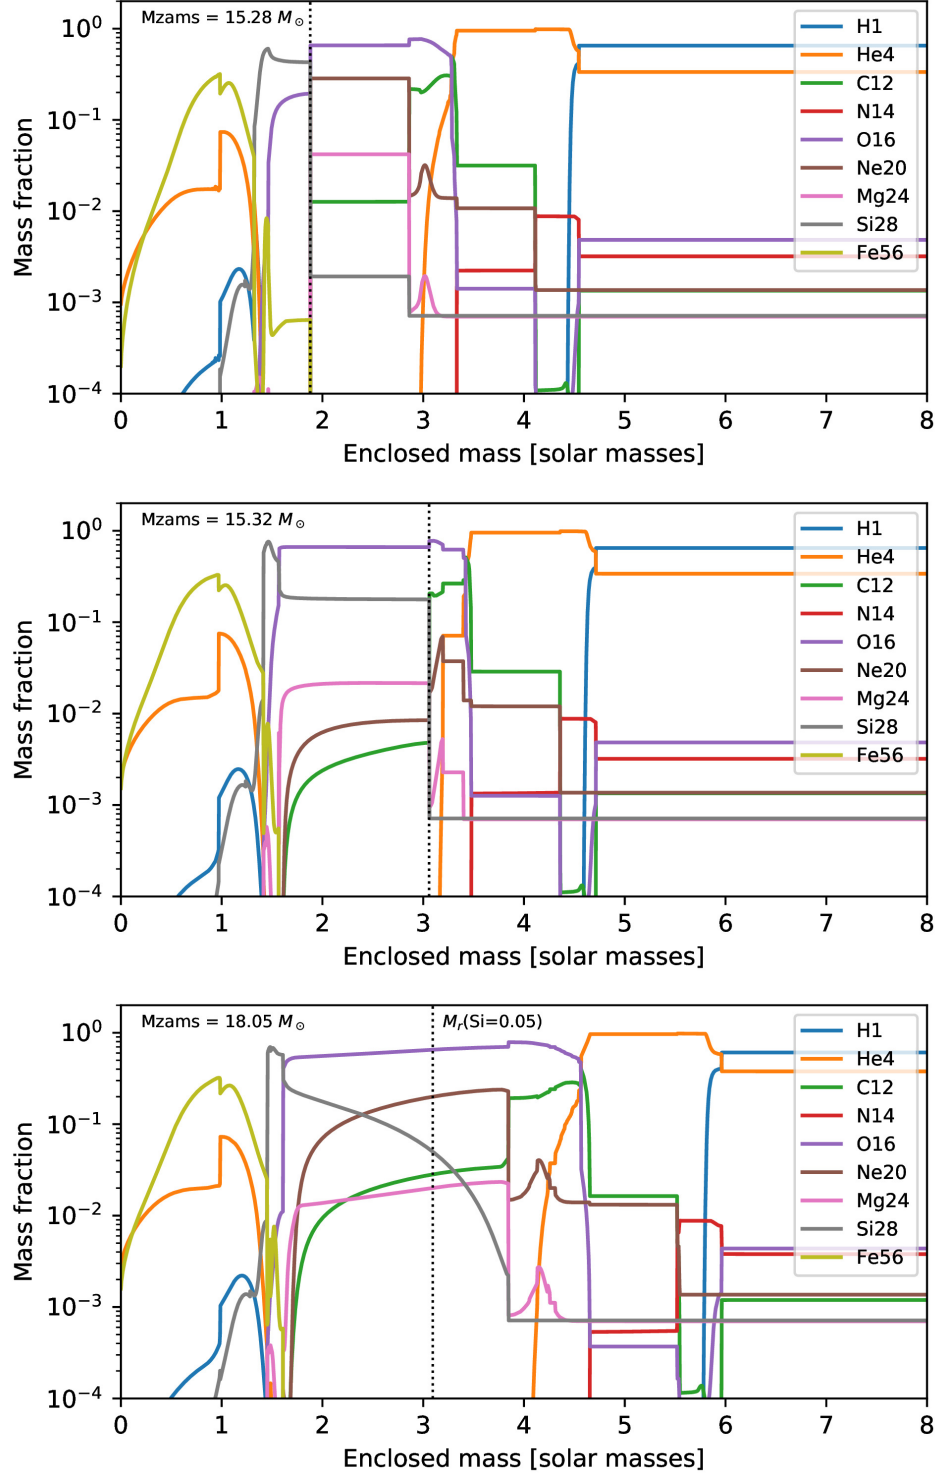 Mzams = 15.28 M⊙
10⁰
10⁻¹
10⁻²
10⁻³
10⁻⁴
Mass fraction
0 1 2 3 4 5 6 7 8
Enclosed mass [solar masses]
H1
He4
C12
N14
O16
Ne20
Mg24
Si28
Fe56
Mzams = 15.32 M⊙
10⁰
10⁻¹
10⁻²
10⁻³
10⁻⁴
Mass fraction
0 1 2 3 4 5 6 7 8
Enclosed mass [solar masses]
H1
He4
C12
N14
O16
Ne20
Mg24
Si28
Fe56
Mzams = 18.05 M⊙
Mᵣ(Si=0.05)
10⁰
10⁻¹
10⁻²
10⁻³
10⁻⁴
Mass fraction
0 1 2 3 4 5 6 7 8
Enclosed mass [solar masses]
H1
He4
C12
N14
O16
Ne20
Mg24
Si28
Fe56